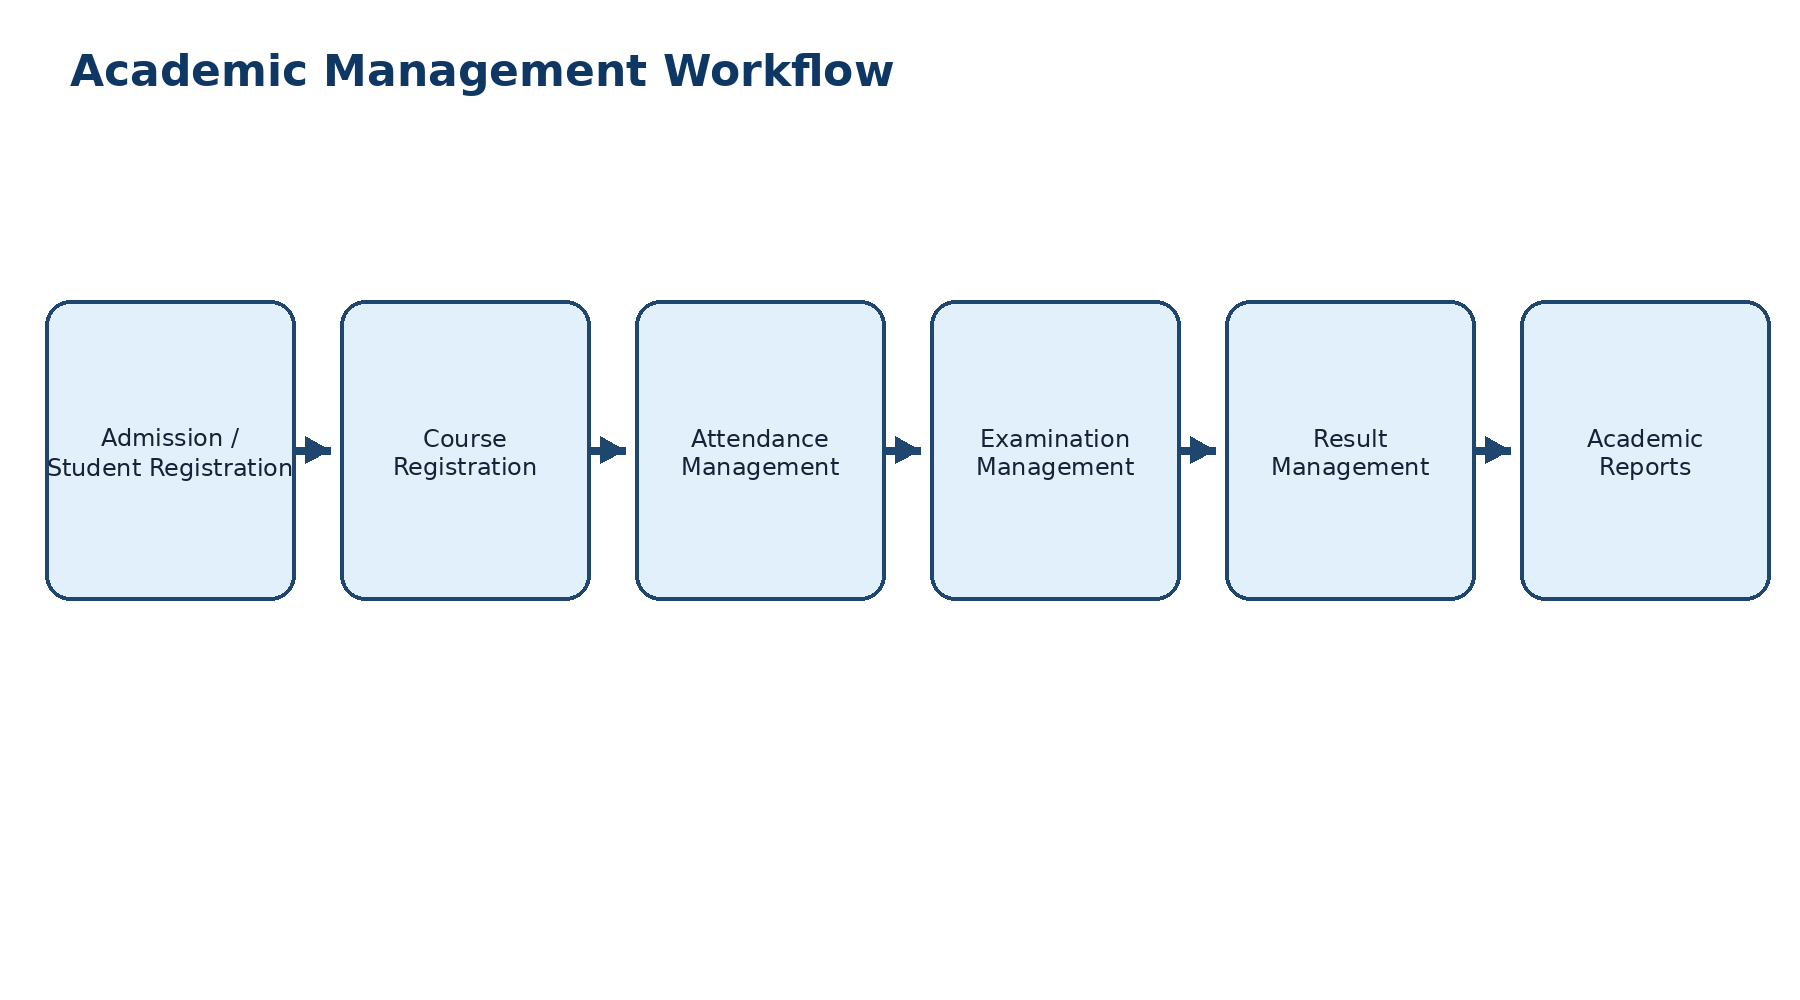 Academic Management Workflow
Admission /
Student Registration
Course
Registration
Attendance
Management
Examination
Management
Result
Management
Academic
Reports